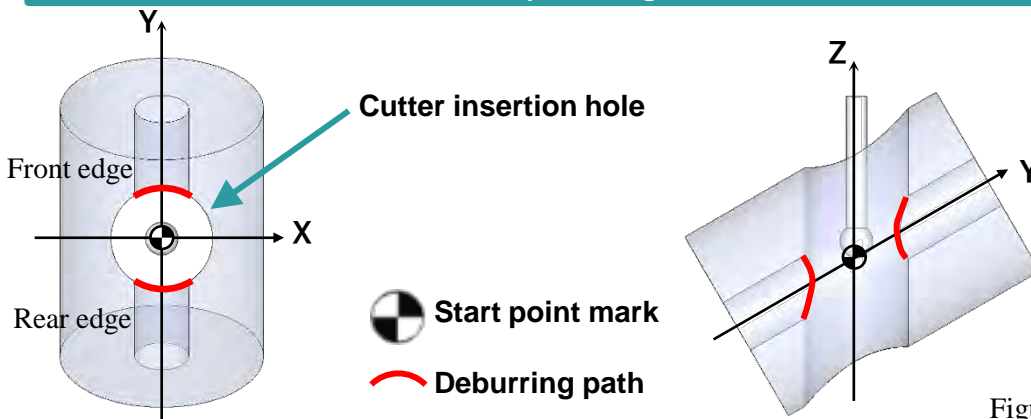 Y
Cutter insertion hole
Front edge
X
Rear edge
Start point mark
Deburring path
Z
Y